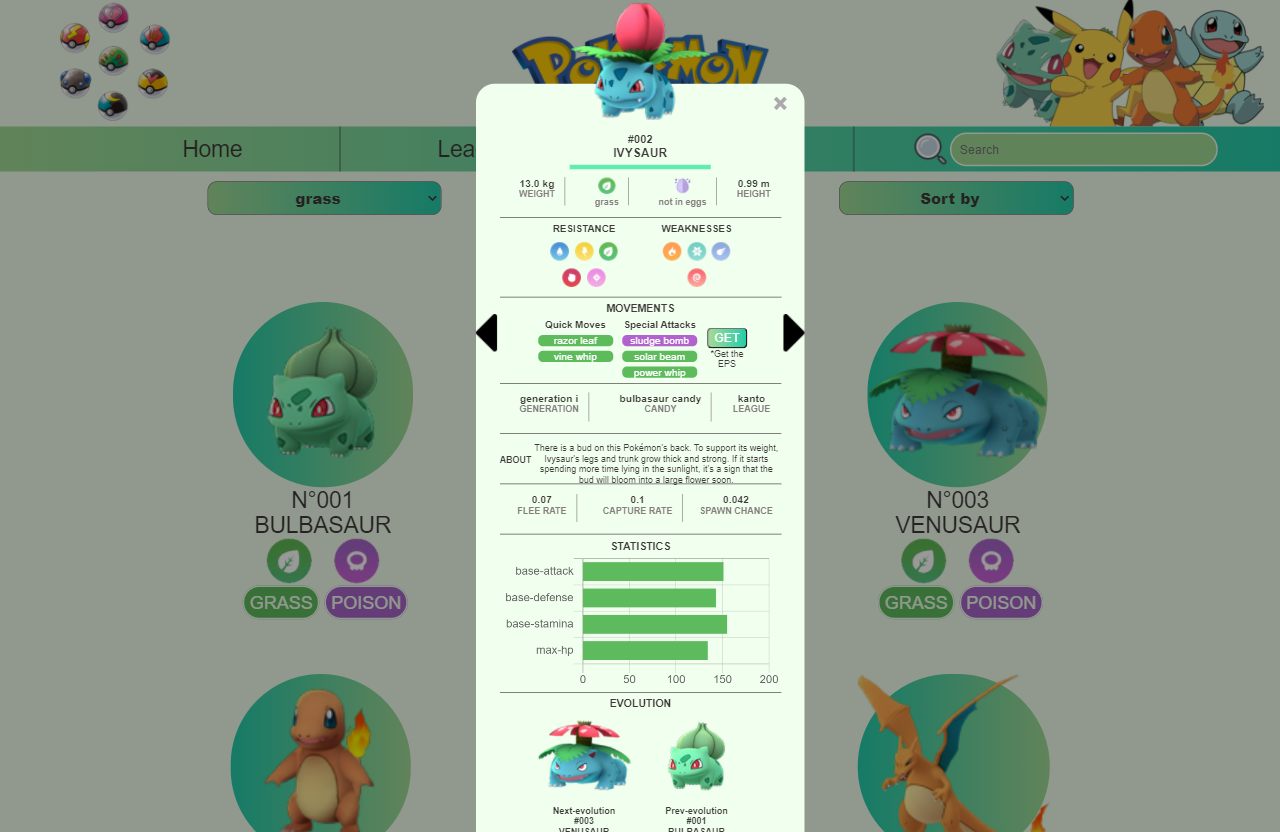 POKÉMON
Home
Lea
Search
grass
Sort by
#002
IVYSAUR
13.0 kg
WEIGHT
grass
not in eggs
0.99 m
HEIGHT
RESISTANCE
WEAKNESSES
MOVEMENTS
Quick Moves
razor leaf
vine whip
Special Attacks
sludge bomb
solar beam
power whip
GET
*Get the
EPS
generation i
GENERATION
bulbasaur candy
CANDY
kanto
LEAGUE
ABOUT
There is a bud on this Pokémon's back. To support its weight,
Ivysaur's legs and trunk grow thick and strong. If it starts
spending more time lying in the sunlight, it's a sign that the
bud will bloom into a large flower soon.
0.07
FLEE RATE
0.1
CAPTURE RATE
0.042
SPAWN CHANCE
STATISTICS
base-attack
base-defense
base-stamina
max-hp
0 50 100 150 200
EVOLUTION
Next-evolution
#003
VENUSAUR
Prev-evolution
#001
BULBASAUR
N°001
BULBASAUR
GRASS
POISON
N°003
VENUSAUR
GRASS
POISON